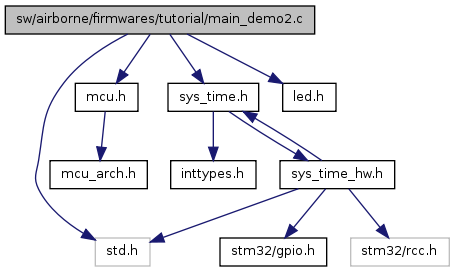 sw/airborne/firmwares/tutorial/main_demo2.c
mcu.h
sys_time.h
led.h
mcu_arch.h
inttypes.h
sys_time_hw.h
std.h
stm32/gpio.h
stm32/rcc.h